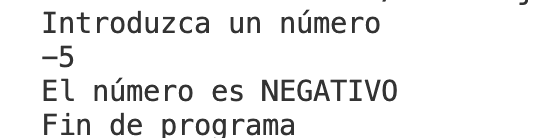 Introduzca un número
-5
El número es NEGATIVO
Fin de programa